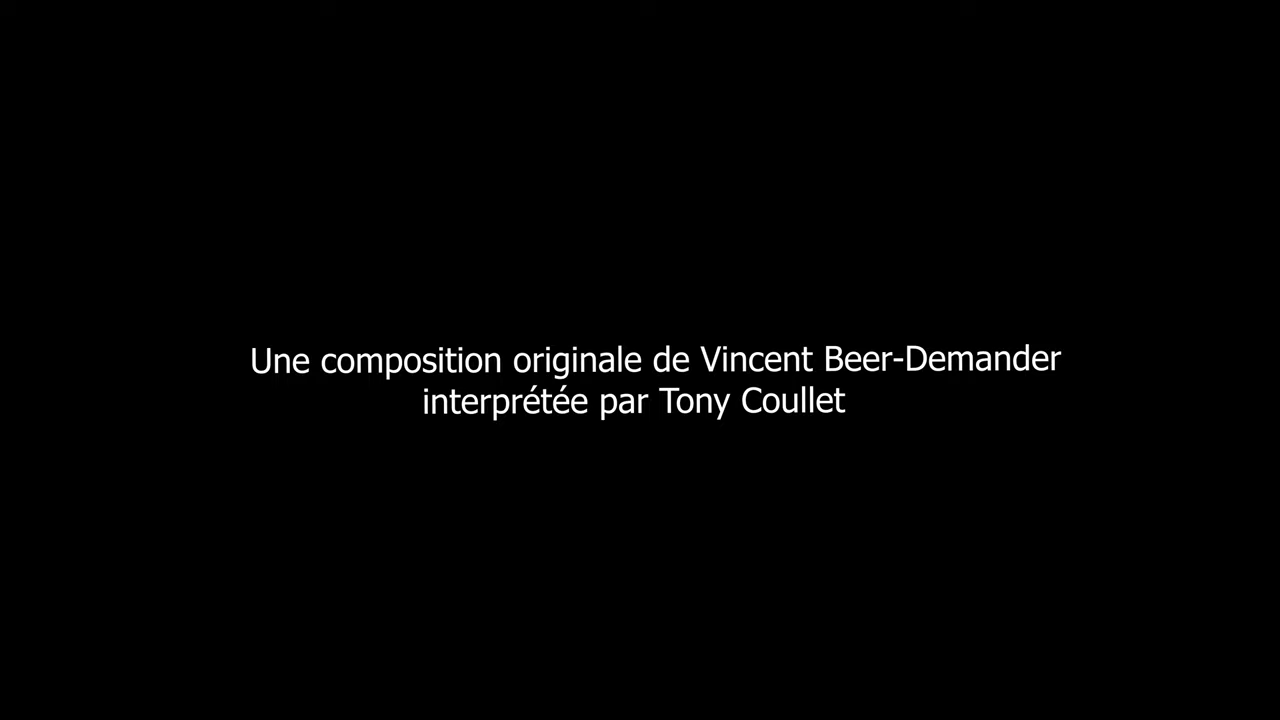 Une composition originale de Vincent Beer-Demander
interprétée par Tony Coullet